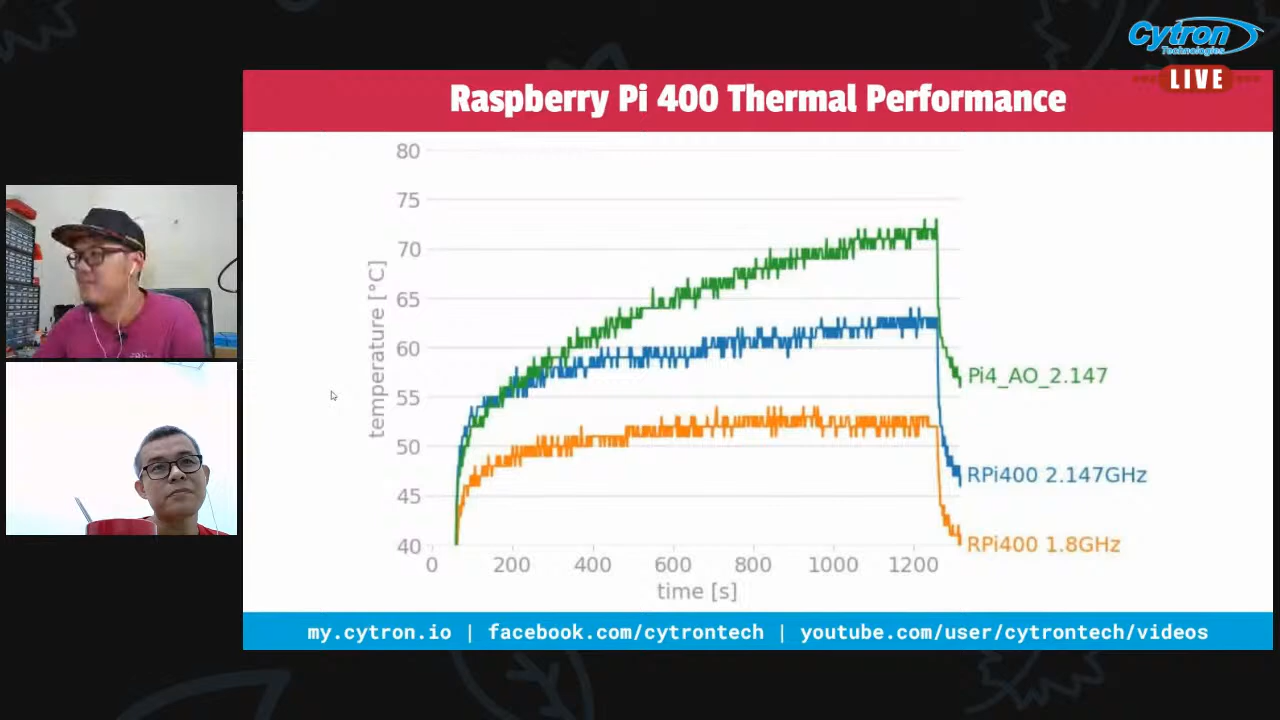 Cytron
Technologies
LIVE
Raspberry Pi 400 Thermal Performance
80
75
70
65
60
55
50
45
40
temperature [°C]
0 200 400 600 800 1000 1200
time [s]
Pi4_AO_2.147
RPi400 2.147GHz
RPi400 1.8GHz
my.cytron.io | facebook.com/cytrontech | youtube.com/user/cytrontech/videos